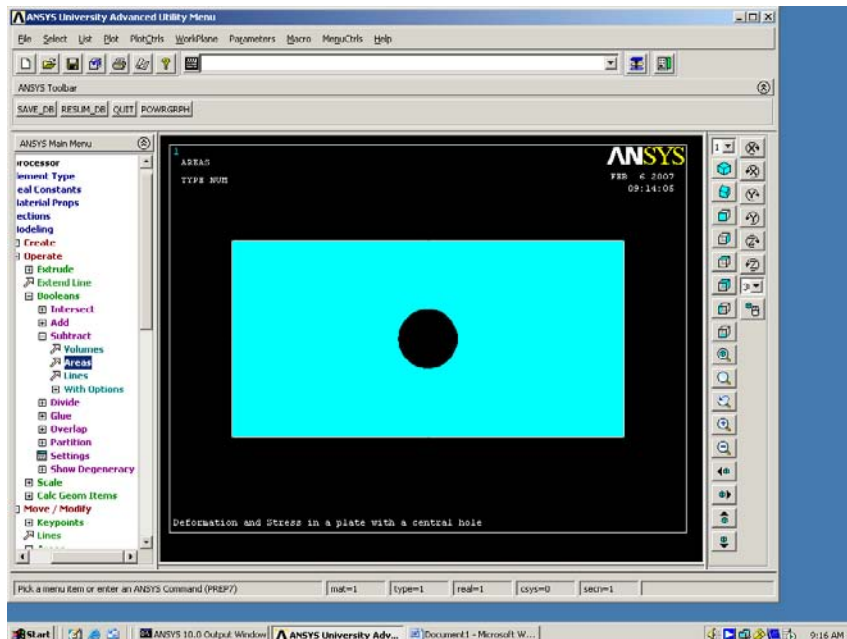 ANSYS University Advanced Utility Menu
File Select List Plot PlotCtrls WorkPlane Parameters Macro MenuCtrls Help
ANSYS Toolbar
SAVE_DB RESUM_DB QUIT POWRGRPH
ANSYS Main Menu
rocessor
lement Type
eal Constants
laterial Props
ections
lodeling
Create
Operate
Extrude
Extend Line
Booleans
Intersect
Add
Subtract
Volumes
Areas
Lines
With Options
Divide
Glue
Overlap
Partition
Settings
Show Degeneracy
Scale
Calc Geom Items
Move / Modify
Keypoints
Lines
1
AREAS
TYPE NUM
ANSYS
FEB 6 2007
09:14:06
Deformation and Stress in a plate with a central hole
1
Pick a menu item or enter an ANSYS Command (PREP7) mat=1 type=1 real=1 csys=0 secn=1
Start ANSYS 10.0 Output Window ANSYS University Adv... Document1 - Microsoft W... 9:16 AM